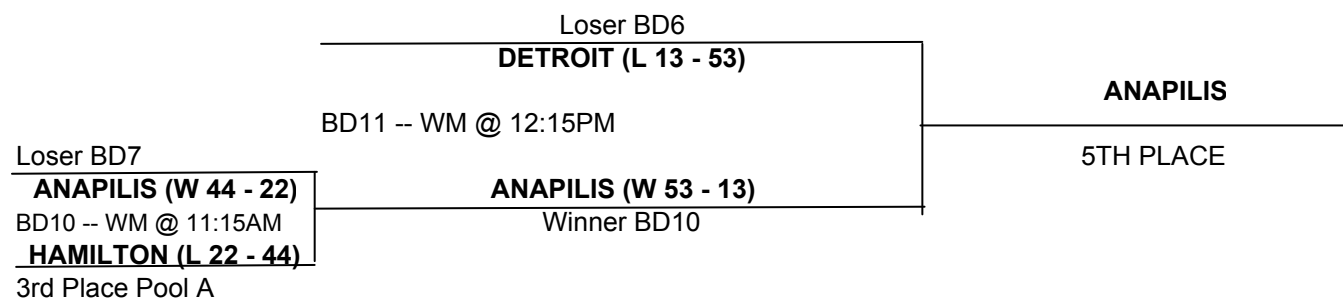 Loser BD6
DETROIT (L 13 - 53)
ANAPILIS
BD11 -- WM @ 12:15PM
Loser BD7
5TH PLACE
ANAPILIS (W 44 - 22)
ANAPILIS (W 53 - 13)
BD10 -- WM @ 11:15AM
Winner BD10
HAMILTON (L 22 - 44)
3rd Place Pool A